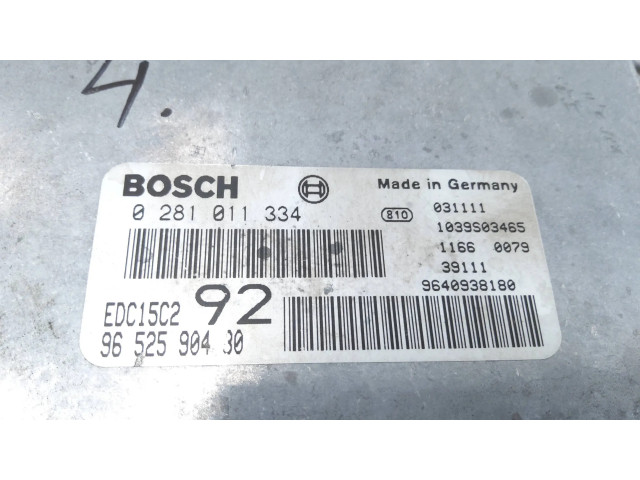 4.
BOSCH
Made in Germany
0 281 011 334
810
031111
1039S03465
1166 0079
39111
9640938180
EDC15C2 92
96 525 904 80